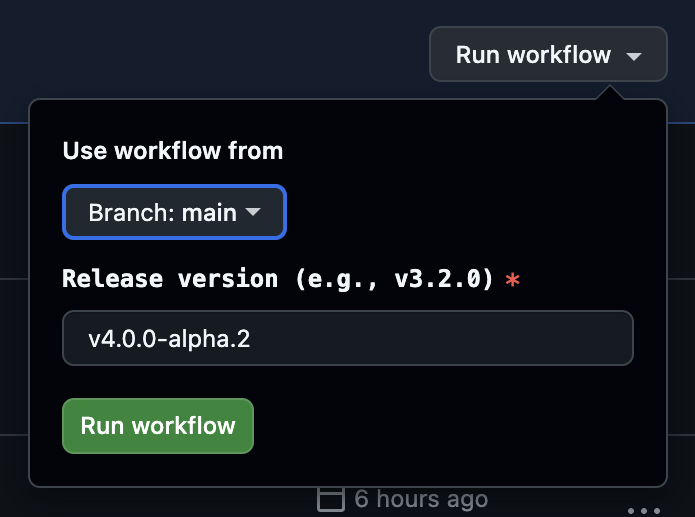 Run workflow
Use workflow from
Branch: main
Release version (e.g., v3.2.0) *
v4.0.0-alpha.2
Run workflow
6 hours ago
...